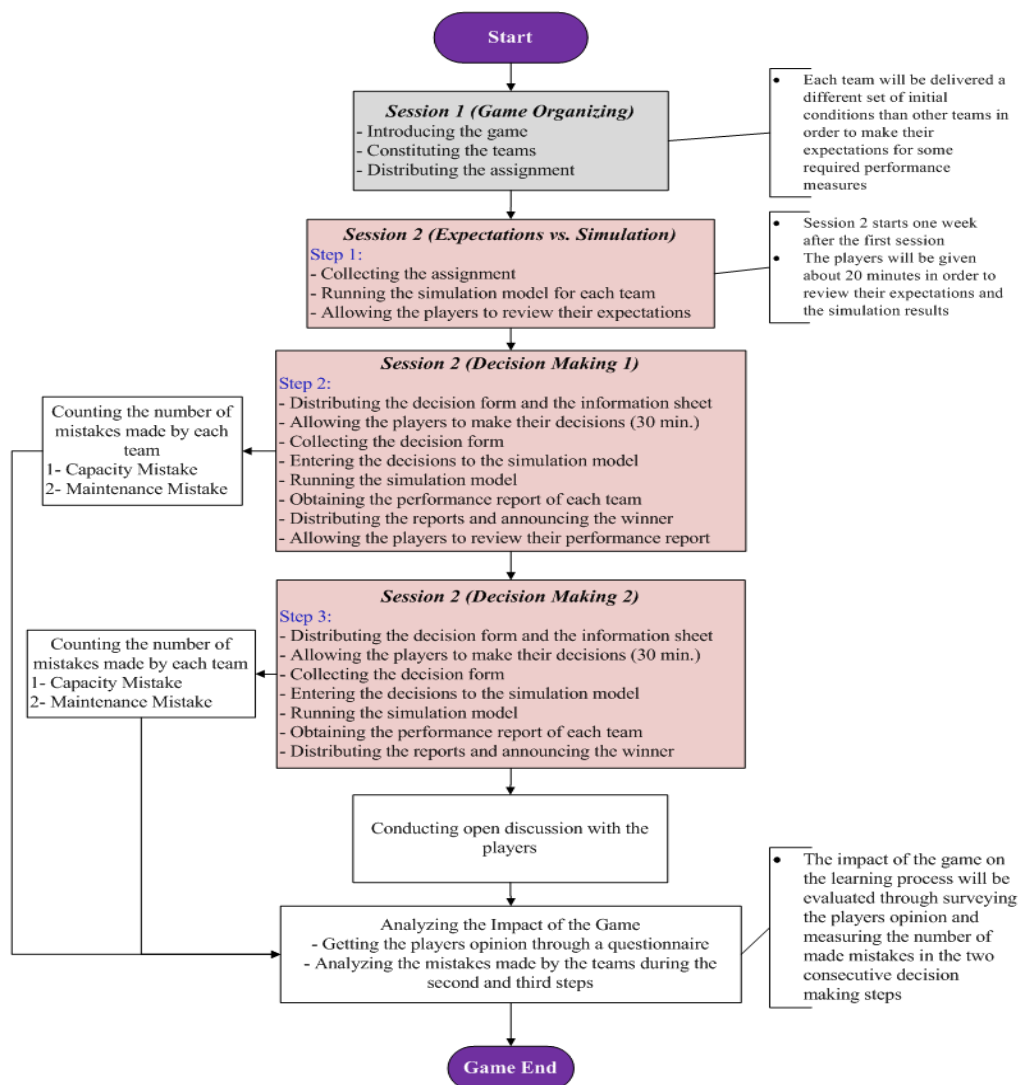 Start
Session 1 (Game Organizing)
- Introducing the game
- Constituting the teams
- Distributing the assignment
• Each team will be delivered a
different set of initial
conditions than other teams in
order to make their
expectations for some
required performance
measures
Session 2 (Expectations vs. Simulation)
Step 1:
- Collecting the assignment
- Running the simulation model for each team
- Allowing the players to review their expectations
• Session 2 starts one week
after the first session
• The players will be given
about 20 minutes in order to
review their expectations and
the simulation results
Session 2 (Decision Making 1)
Step 2:
- Distributing the decision form and the information sheet
- Allowing the players to make their decisions (30 min.)
- Collecting the decision form
- Entering the decisions to the simulation model
- Running the simulation model
- Obtaining the performance report of each team
- Distributing the reports and announcing the winner
- Allowing the players to review their performance report
Counting the number of
mistakes made by each
team
1- Capacity Mistake
2- Maintenance Mistake
Session 2 (Decision Making 2)
Step 3:
- Distributing the decision form and the information sheet
- Allowing the players to make their decisions (30 min.)
- Collecting the decision form
- Entering the decisions to the simulation model
- Running the simulation model
- Obtaining the performance report of each team
- Distributing the reports and announcing the winner
Counting the number of
mistakes made by each team
1- Capacity Mistake
2- Maintenance Mistake
Conducting open discussion with the
players
Analyzing the Impact of the Game
- Getting the players opinion through a questionnaire
- Analyzing the mistakes made by the teams during the
second and third steps
• The impact of the game on
the learning process will be
evaluated through surveying
the players opinion and
measuring the number of
made mistakes in the two
consecutive decision
making steps
Game End